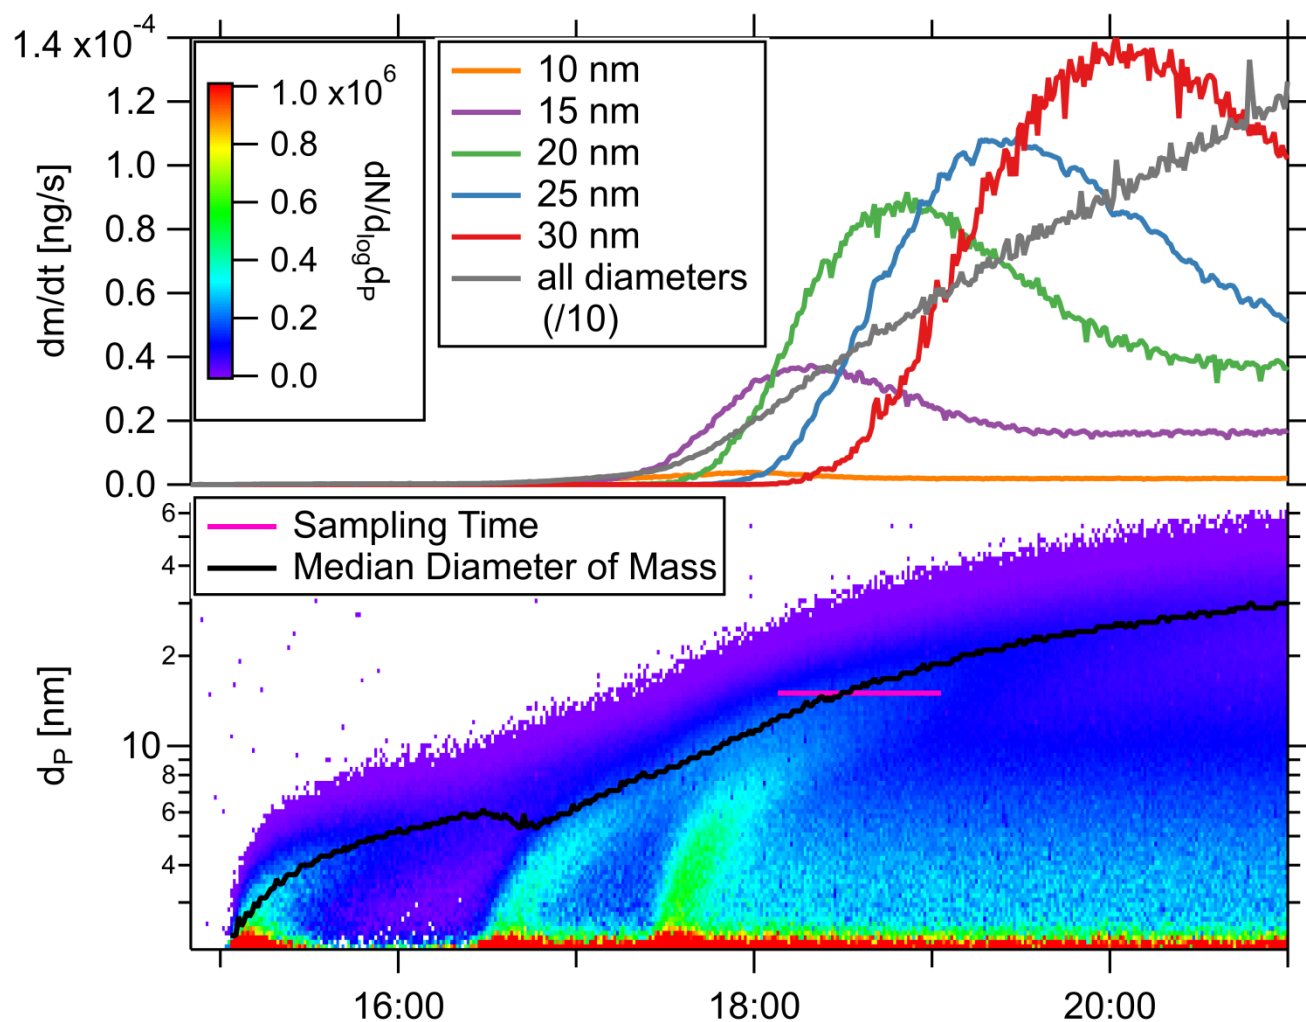 1.4 x10⁻⁴
1.2
1.0
0.8
0.6
0.4
0.2
0.0
dm/dt [ng/s]
1.0 x10⁶
0.8
0.6
0.4
0.2
0.0
dN/dlogdP
10 nm
15 nm
20 nm
25 nm
30 nm
all diameters
(/10)
Sampling Time
Median Diameter of Mass
6
4
2
10
8
6
4
dP [nm]
16:00
18:00
20:00